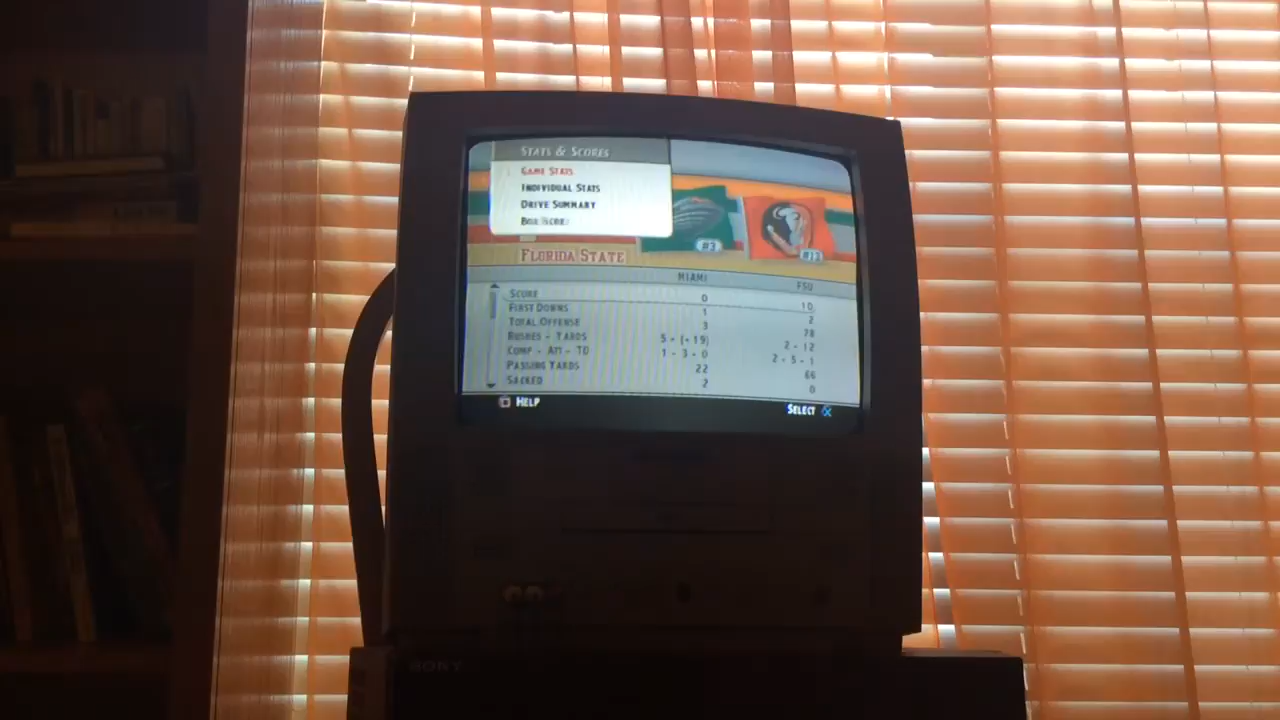 STATS & SCORES
GAME STATS
INDIVIDUAL STATS
DRIVE SUMMARY
BOX SCORE
#3
#13
FLORIDA STATE
MIAMI FSU
SCORE 0 10
FIRST DOWNS 1 2
TOTAL OFFENSE 3 78
RUSHES - YARDS 5 - (-19) 2 - 12
COMP - ATT - TD 1 - 3 - 0 2 - 5 - 1
PASSING YARDS 22 66
SACKED 2 0
HELP SELECT
SONY